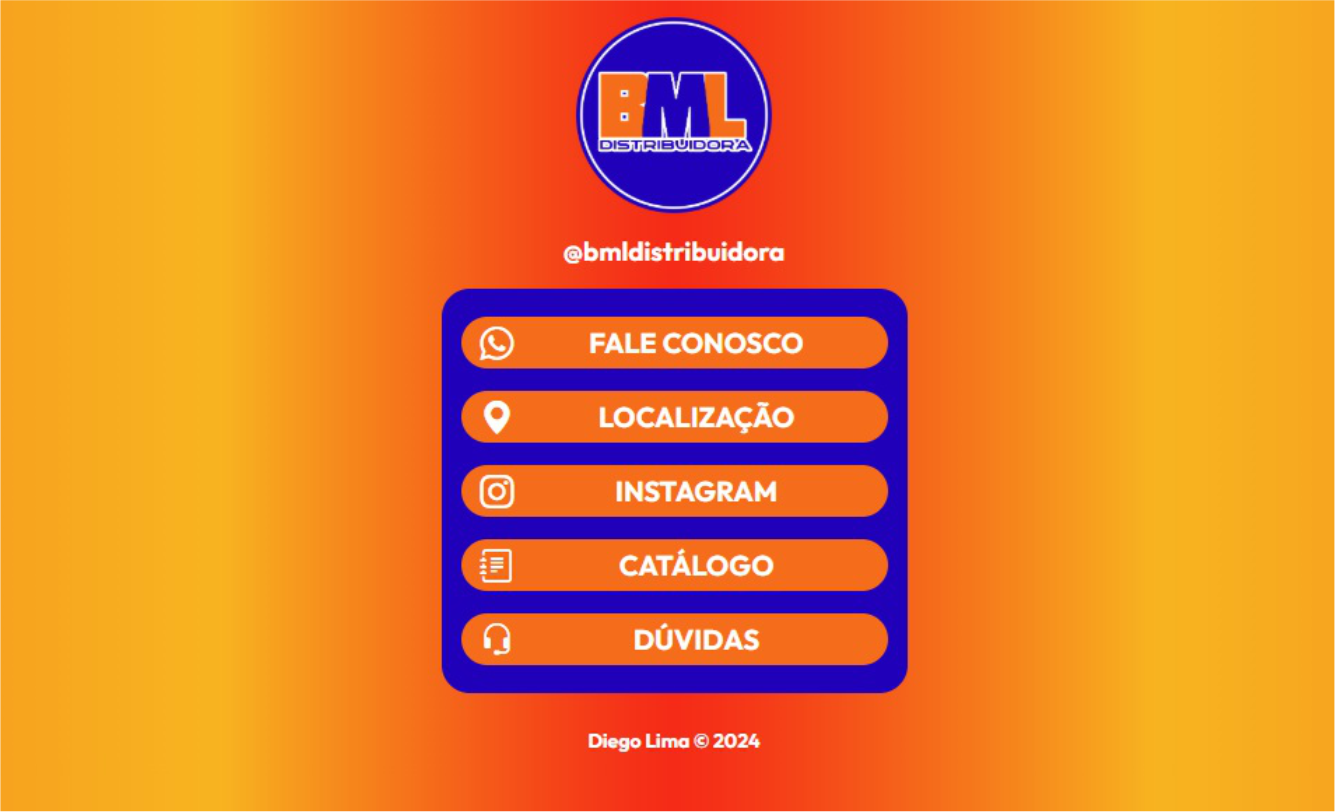 BML
DISTRIBUIDORA
@bmldistribuidora
FALE CONOSCO
LOCALIZAÇÃO
INSTAGRAM
CATÁLOGO
DÚVIDAS
Diego Lima © 2024